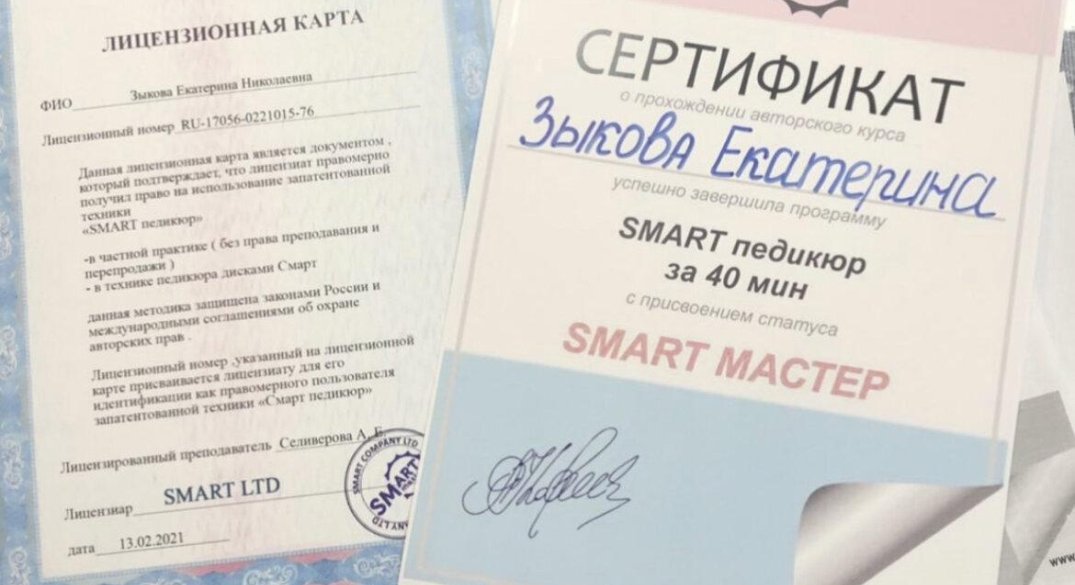 ЛИЦЕНЗИОННАЯ КАРТА
ФИО Зыкова Екатерина Николаевна
Лицензионный номер RU-17056-0221015-76
Данная лицензионная карта является документом ,
который подтверждает, что лицензиат правомерно
получил право на использование запатентованной
техники
«SMART педикюр»
-в частной практике ( без права преподавания и
перепродажи )
- в технике педикюра дисками Смарт
данная методика защищена законами России и
международными соглашениями об охране
авторских прав .
Лицензионный номер ,указанный на лицензионной
карте присваивается лицензиату для его
идентификации как правомерного пользователя
запатентованной техники «Смарт педикюр»
Лицензированный преподаватель Селиверова А. Е.
Лицензиар SMART LTD
дата 13.02.2021
SMART COMPANY LTD
SMART
СЕРТИФИКАТ
о прохождении авторского курса
Зыкова Екатерина
успешно завершила программу
SMART педикюр
за 40 мин
с присвоением статуса
SMART МАСТЕР
www.